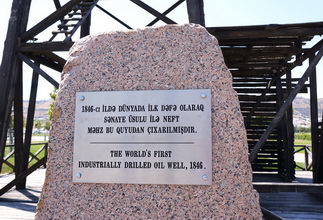 1846-cı İLDƏ DÜNYADA İLK DƏFƏ OLARAQ
SƏNAYE ÜSULU İLƏ NEFT
MƏHZ BU QUYUDAN ÇIXARILMIŞDIR.
THE WORLD'S FIRST
INDUSTRIALLY DRILLED OIL WELL, 1846.